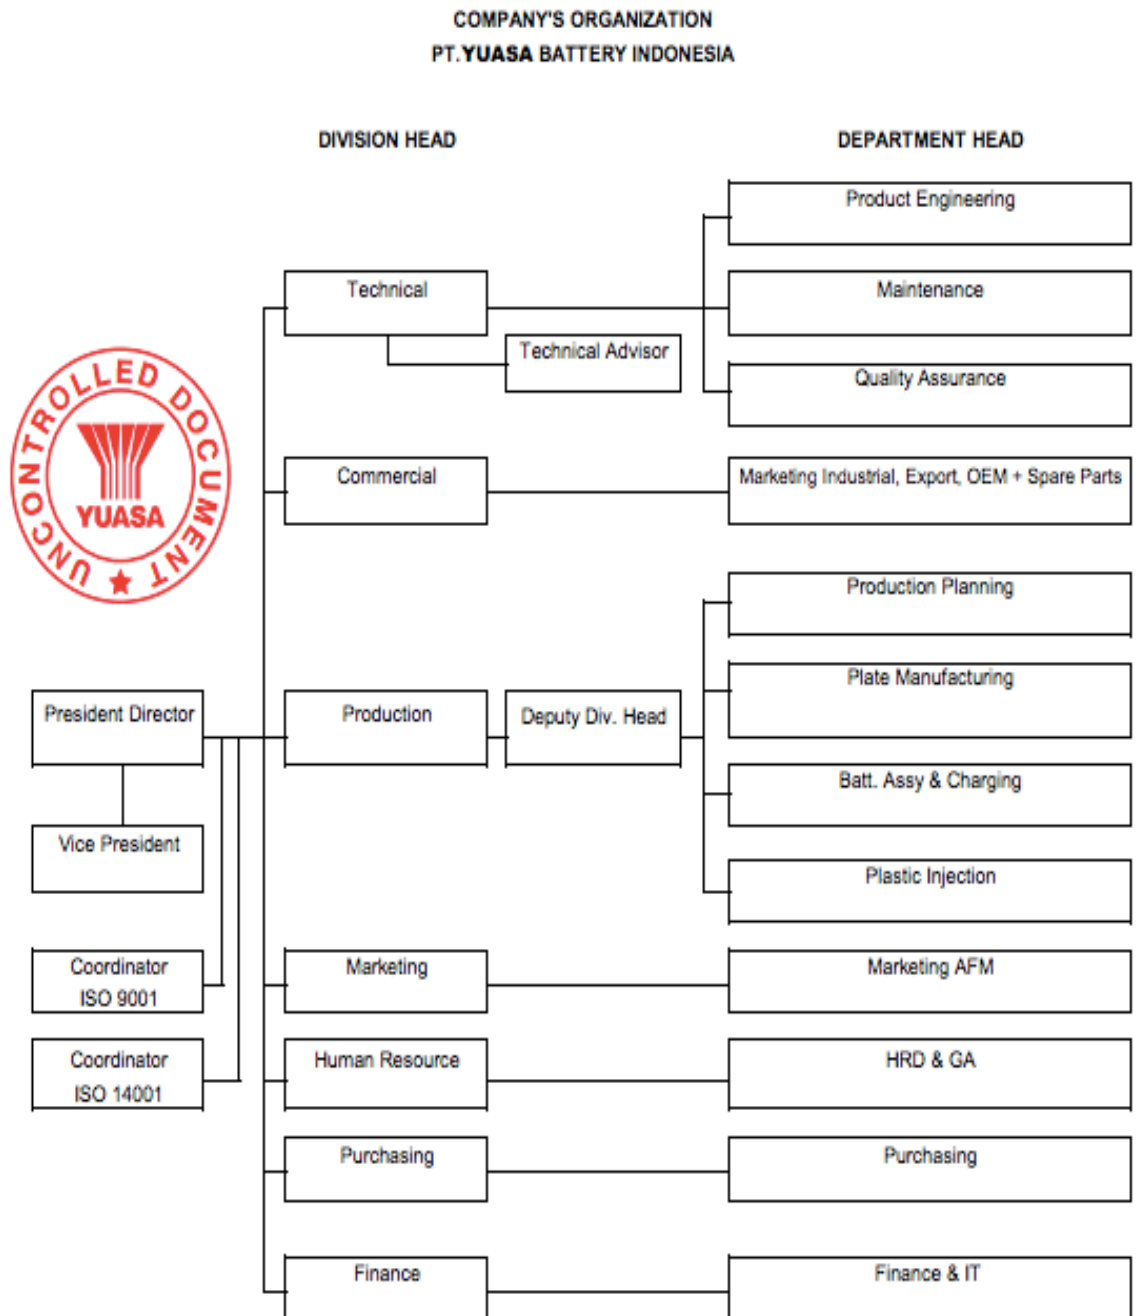 COMPANY'S ORGANIZATION
PT.YUASA BATTERY INDONESIA
DIVISION HEAD
DEPARTMENT HEAD
Product Engineering
Technical
Maintenance
Technical Advisor
Quality Assurance
UNCONTROLLED DOCUMENT
YUASA
Commercial
Marketing Industrial, Export, OEM + Spare Parts
Production Planning
Plate Manufacturing
President Director
Production
Deputy Div. Head
Batt. Assy & Charging
Vice President
Plastic Injection
Coordinator
ISO 9001
Marketing
Marketing AFM
Coordinator
ISO 14001
Human Resource
HRD & GA
Purchasing
Purchasing
Finance
Finance & IT